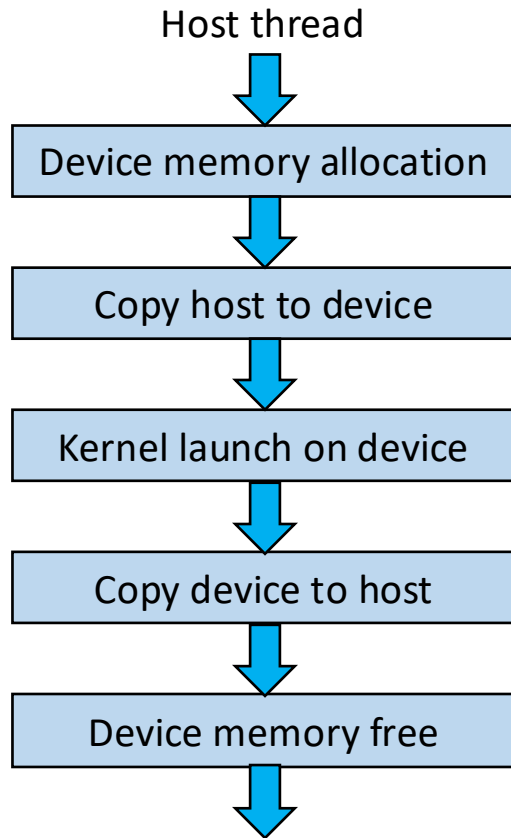 Host thread
Device memory allocation
Copy host to device
Kernel launch on device
Copy device to host
Device memory free